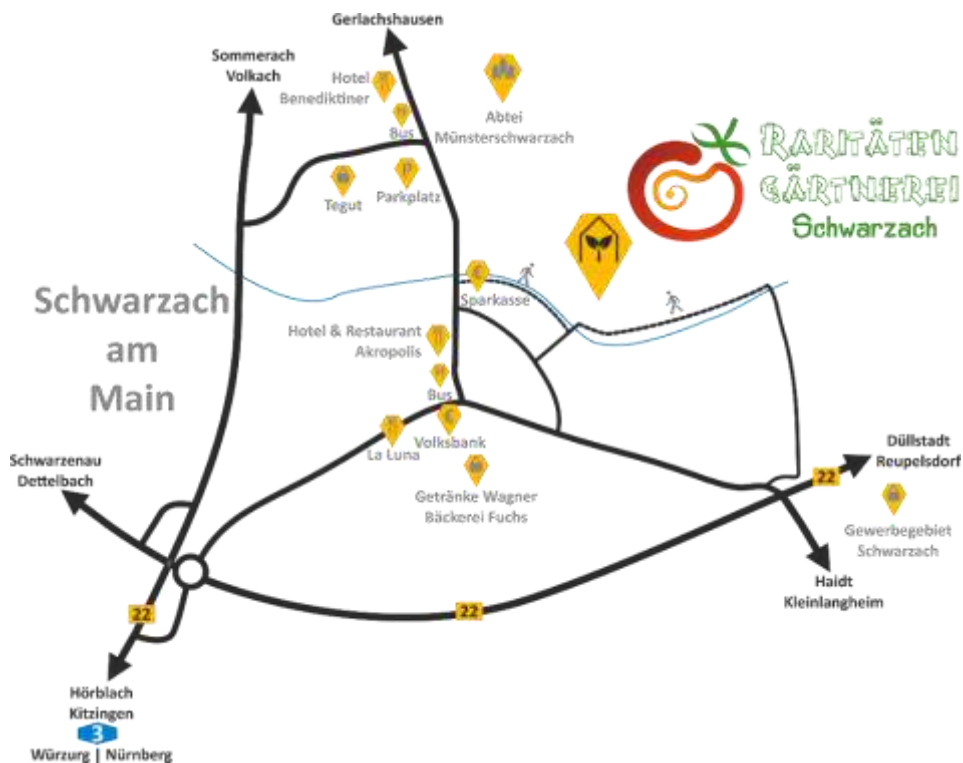 Gerlachshausen
Sommerach
Volkach
Hotel
Benediktiner
Abtei
Münsterschwarzach
Bus
RARITÄTEN
GÄRTNEREI
Schwarzach
P
Parkplatz
Tegut
Schwarzach
am
Main
€
Sparkasse
Hotel & Restaurant
Akropolis
Bus
€
Volksbank
La Luna
Getränke Wagner
Bäckerei Fuchs
Schwarzenau
Dettelbach
Düllstadt
Reupelsdorf
22
Gewerbegebiet
Schwarzach
Haidt
Kleinlangheim
22
22
Hörblach
Kitzingen
3
Würzurg | Nürnberg